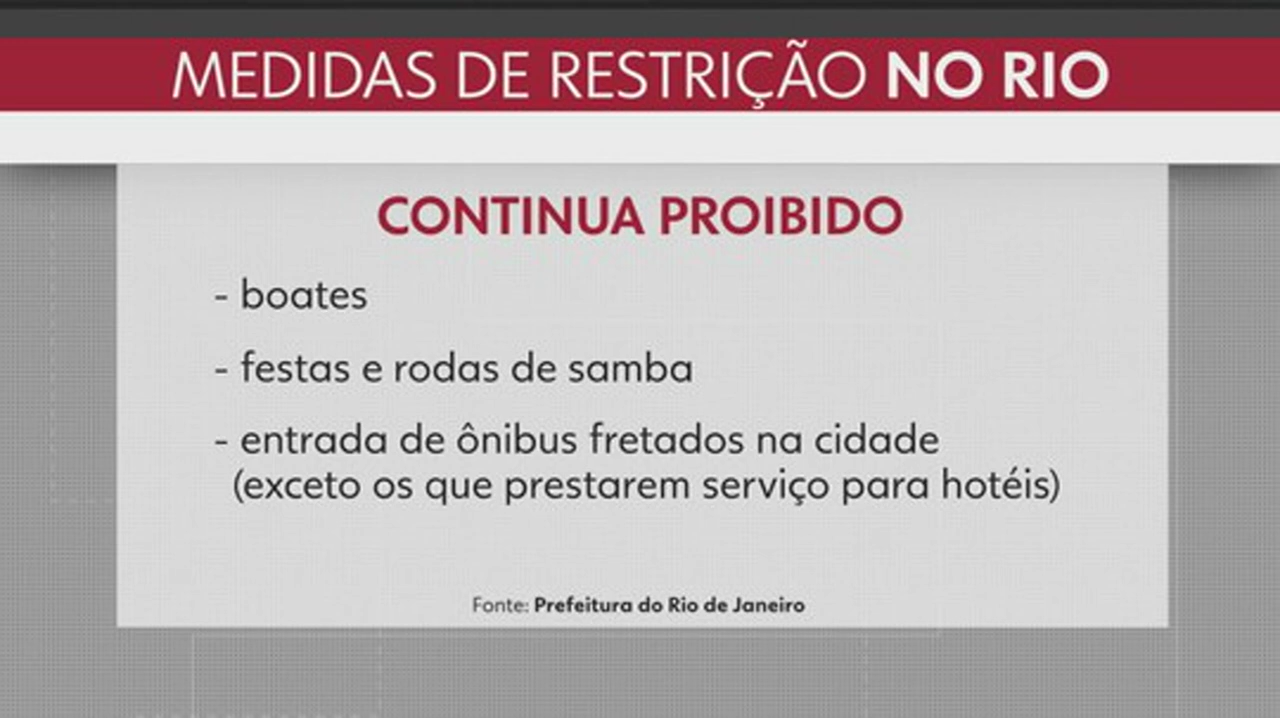 MEDIDAS DE RESTRIÇÃO NO RIO
CONTINUA PROIBIDO
- boates
- festas e rodas de samba
- entrada de ônibus fretados na cidade
(exceto os que prestarem serviço para hotéis)
Fonte: Prefeitura do Rio de Janeiro